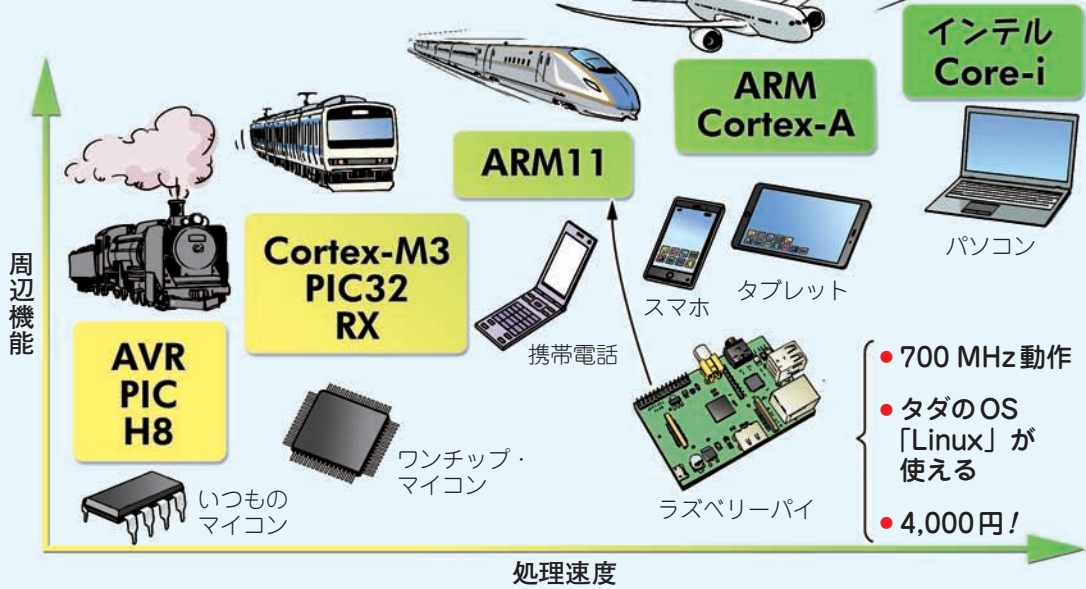 インテル
Core-i
ARM
Cortex-A
ARM11
Cortex-M3
PIC32
RX
AVR
PIC
H8
パソコン
タブレット
スマホ
携帯電話
ワンチップ・
マイコン
いつもの
マイコン
ラズベリーパイ
• 700 MHz動作
• タダのOS
「Linux」が
使える
• 4,000円!
周辺機能
処理速度